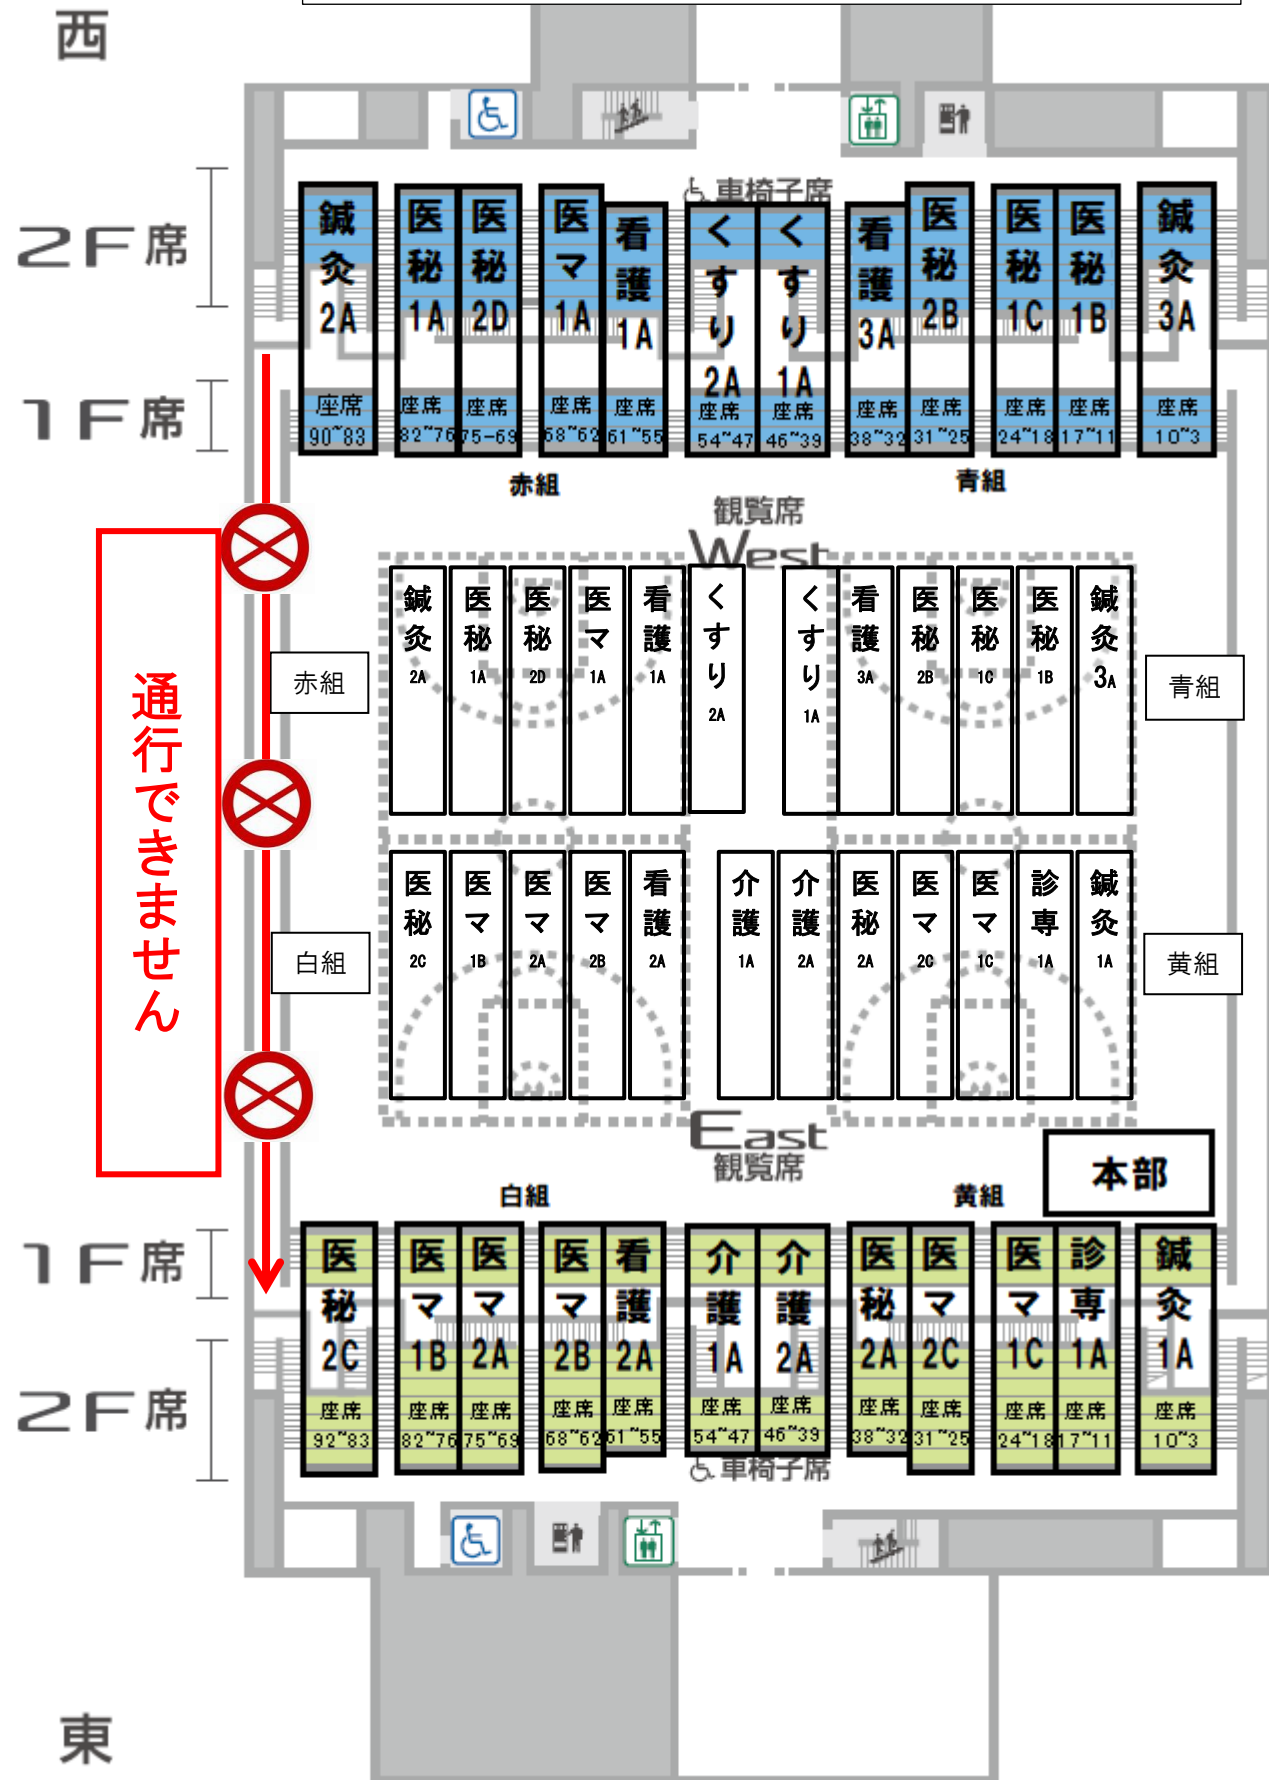 西
車椅子席
2F席
1F席
鍼灸2A
座席
90~83
医秘1A
座席
82~76
医秘2D
座席
75-69
医マ1A
座席
68~62
看護1A
座席
61~55
くすり2A
座席
54~47
くすり1A
座席
46~39
看護3A
座席
38~32
医秘2B
座席
31~25
医秘1C
座席
24~18
医秘1B
座席
17~11
鍼灸3A
座席
10~3
赤組
青組
観覧席
West
通行できません
赤組
鍼灸2A
医秘1A
医秘2D
医マ1A
看護1A
くすり2A
くすり1A
看護3A
医秘2B
医秘1C
医秘1B
鍼灸3A
青組
白組
医秘2C
医マ1B
医マ2A
医マ2B
看護2A
介護1A
介護2A
医秘2A
医マ2C
医マ1C
診専1A
鍼灸1A
黄組
East
観覧席
本部
白組
黄組
1F席
2F席
医秘2C
座席
92~83
医マ1B
座席
82~76
医マ2A
座席
75~69
医マ2B
座席
68~62
看護2A
座席
61~55
介護1A
座席
54~47
介護2A
座席
46~39
医秘2A
座席
38~32
医マ2C
座席
31~25
医マ1C
座席
24~18
診専1A
座席
17~11
鍼灸1A
座席
10~3
車椅子席
東